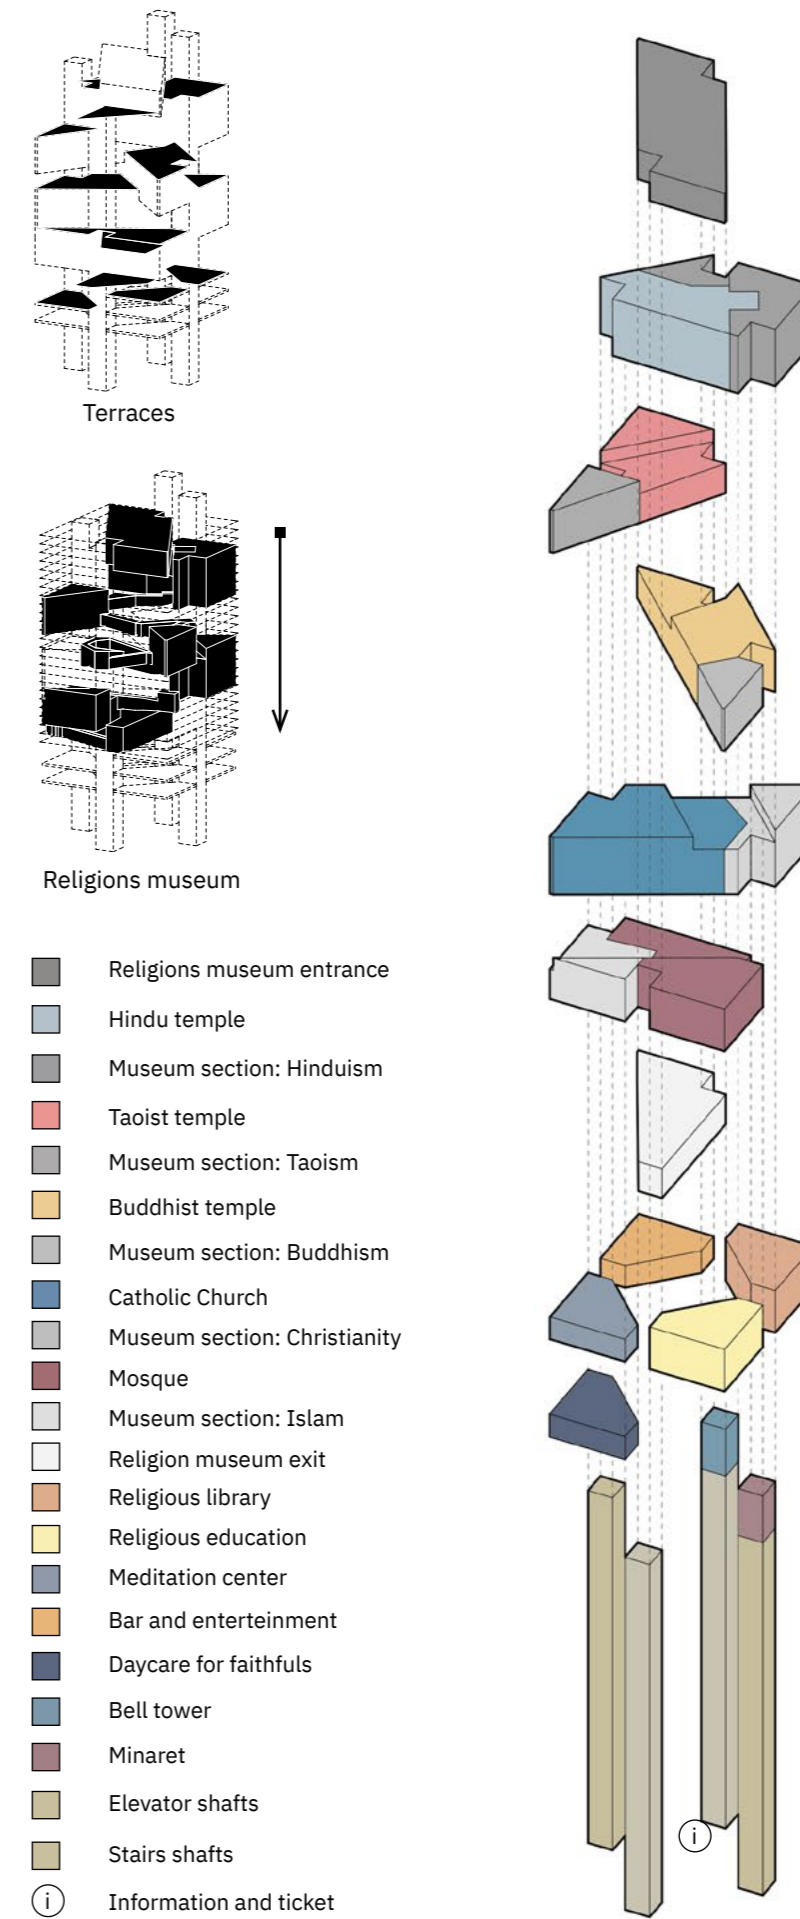 Terraces
Religions museum
Religions museum entrance
Hindu temple
Museum section: Hinduism
Taoist temple
Museum section: Taoism
Buddhist temple
Museum section: Buddhism
Catholic Church
Museum section: Christianity
Mosque
Museum section: Islam
Religion museum exit
Religious library
Religious education
Meditation center
Bar and enterteinment
Daycare for faithfuls
Bell tower
Minaret
Elevator shafts
i
Stairs shafts
i Information and ticket